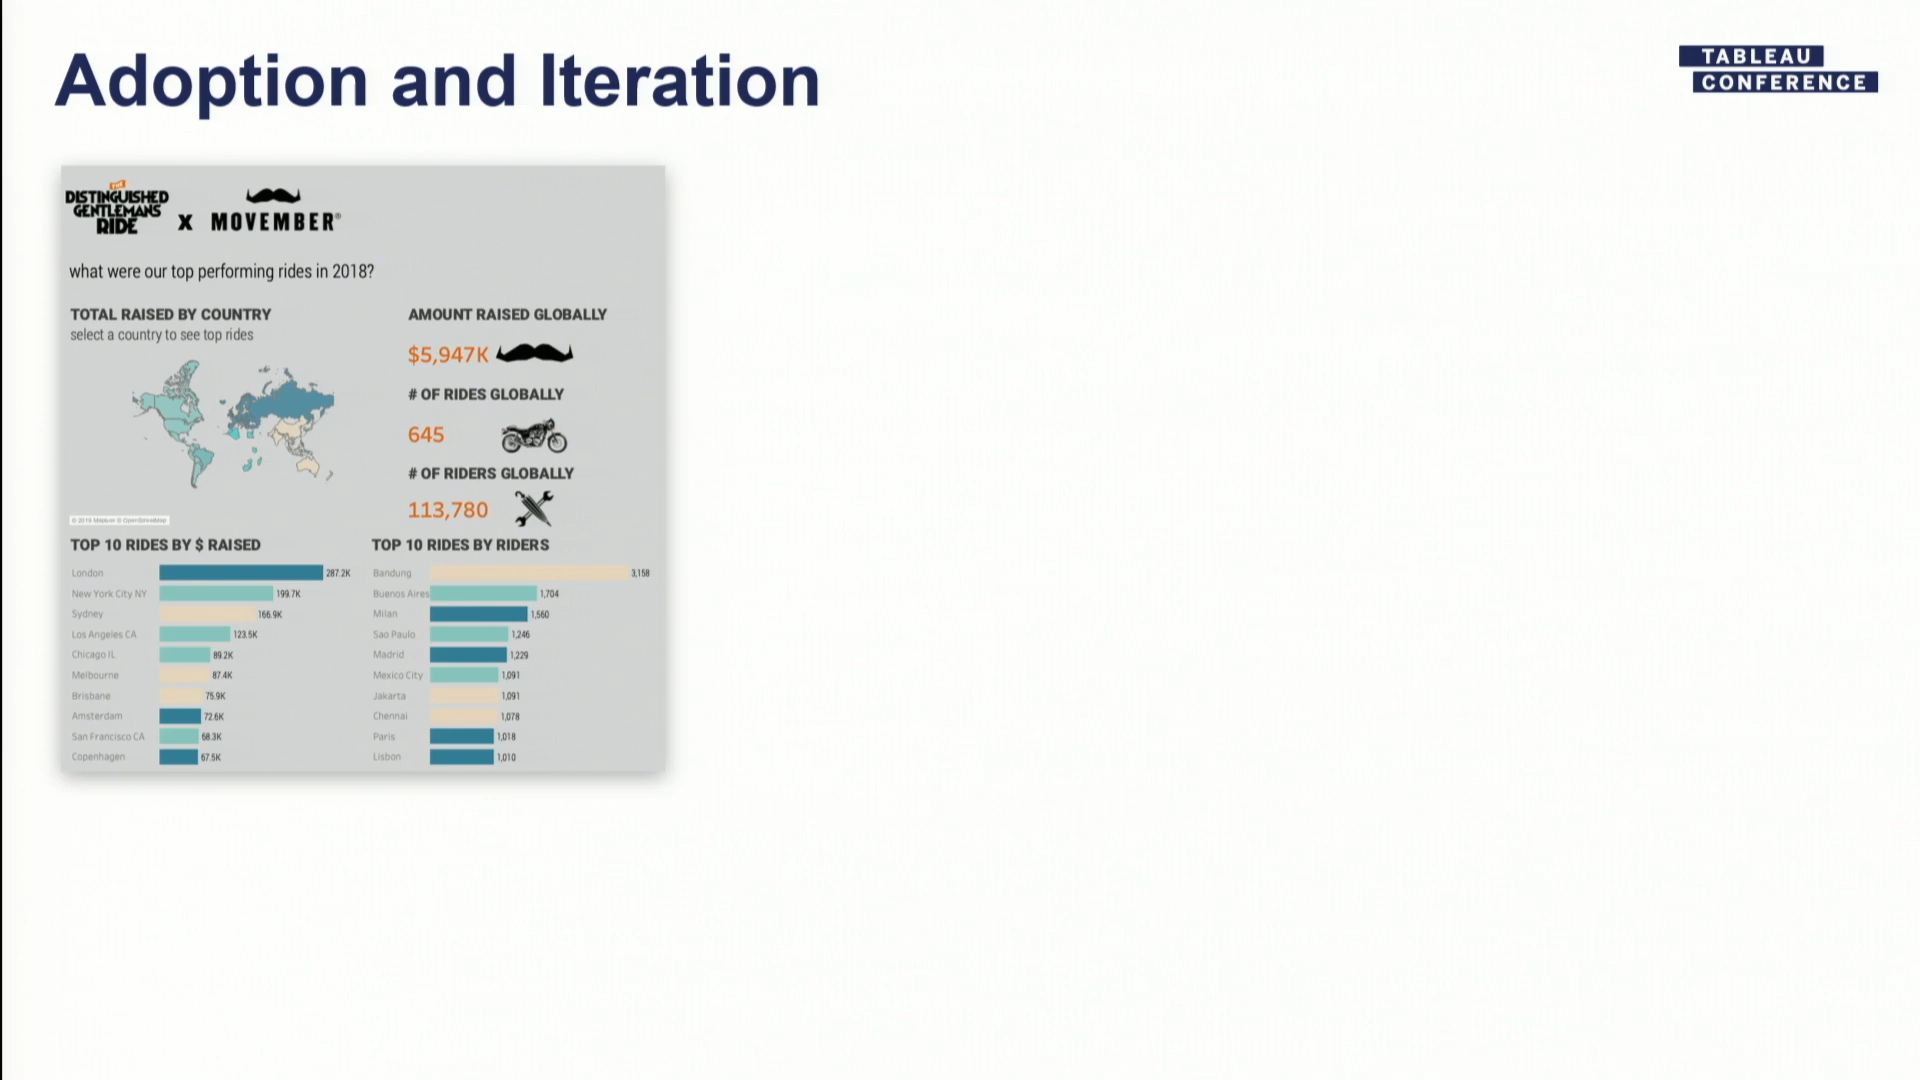 Adoption and Iteration
TABLEAU
CONFERENCE
THE
DISTINGUISHED
GENTLEMANS
RIDE
X MOVEMBER®
what were our top performing rides in 2018?
TOTAL RAISED BY COUNTRY
select a country to see top rides
© 2019 Mapbox © OpenStreetMap
AMOUNT RAISED GLOBALLY
$5,947K
# OF RIDES GLOBALLY
645
# OF RIDERS GLOBALLY
113,780
TOP 10 RIDES BY $ RAISED
London 287.2K
New York City NY 199.7K
Sydney 166.9K
Los Angeles CA 123.5K
Chicago IL 89.2K
Melbourne 87.4K
Brisbane 75.9K
Amsterdam 72.6K
San Francisco CA 68.3K
Copenhagen 67.5K
TOP 10 RIDES BY RIDERS
Bandung 3,158
Buenos Aires 1,704
Milan 1,560
Sao Paulo 1,246
Madrid 1,229
Mexico City 1,091
Jakarta 1,091
Chennai 1,078
Paris 1,018
Lisbon 1,010